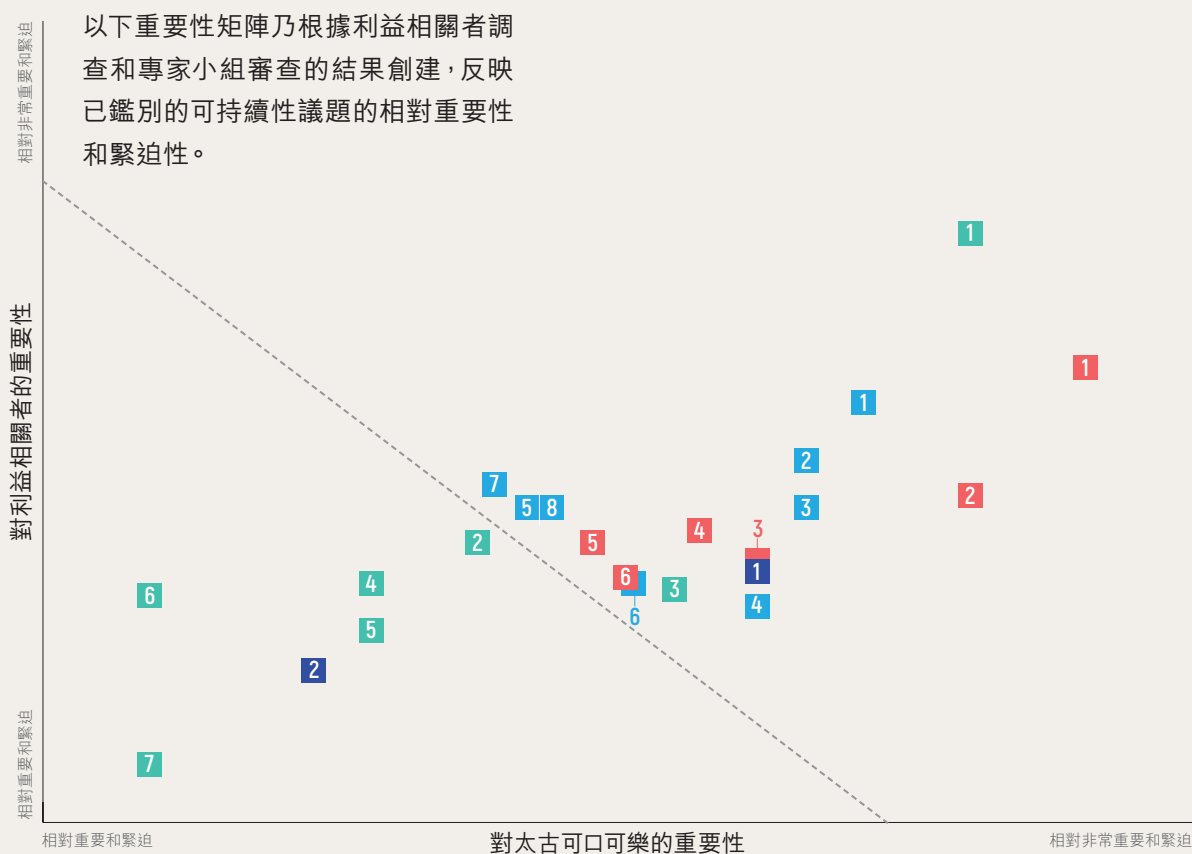 以下重要性矩陣乃根據利益相關者調
查和專家小組審查的結果創建，反映
已鑑別的可持續性議題的相對重要性
和緊迫性。
相對非常重要和緊迫
對利益相關者的重要性
相對重要和緊迫
1
1
1
2
2
7
5 8
3
4
3
2
5
1
6
4
3
6
4
6
5
2
7
相對重要和緊迫
對太古可口可樂的重要性
相對非常重要和緊迫